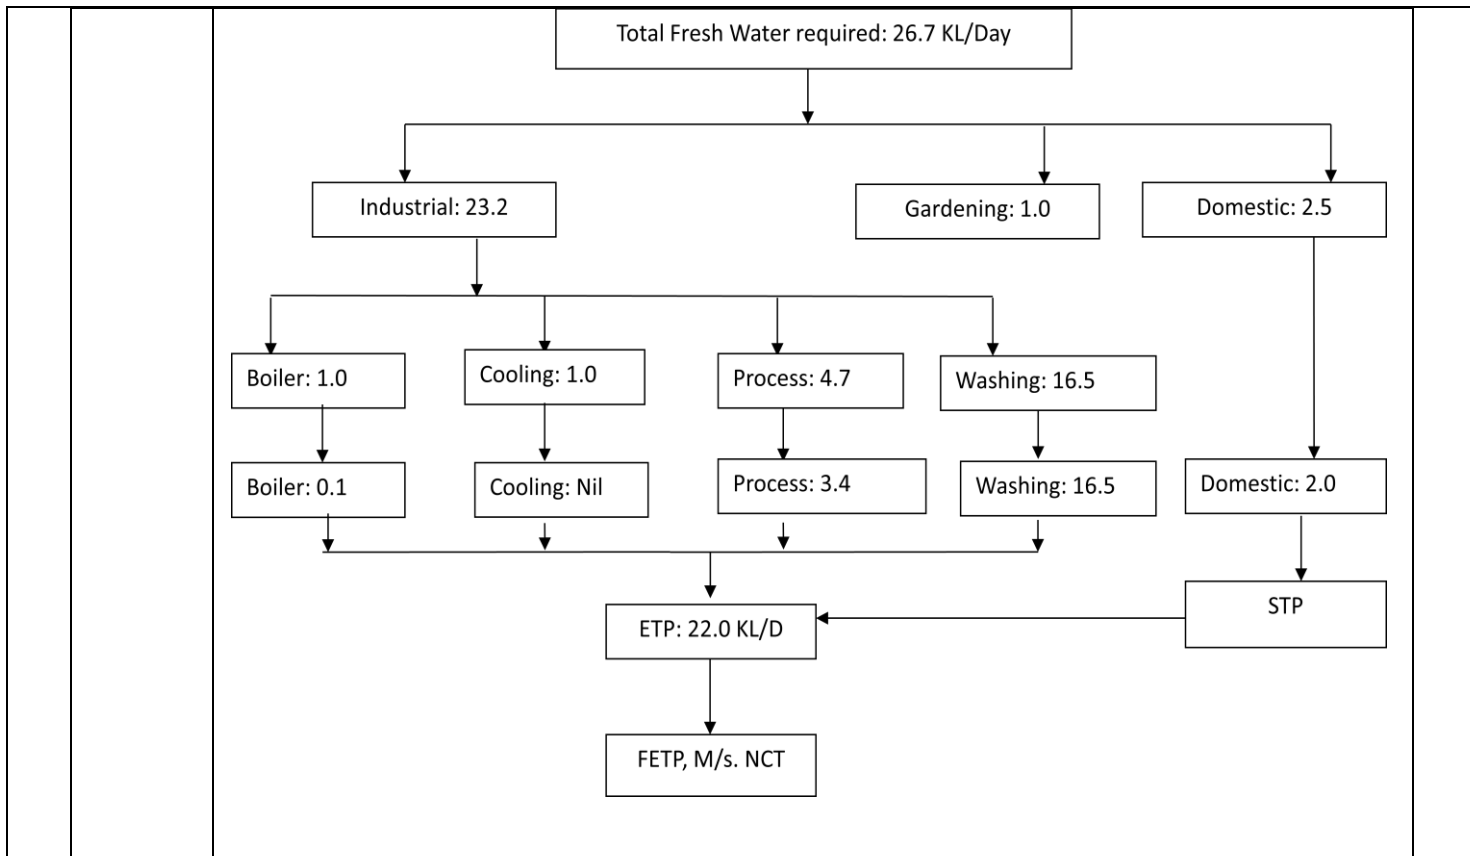 Total Fresh Water required: 26.7 KL/Day
Industrial: 23.2
Gardening: 1.0
Domestic: 2.5
Boiler: 1.0
Cooling: 1.0
Process: 4.7
Washing: 16.5
Boiler: 0.1
Cooling: Nil
Process: 3.4
Washing: 16.5
Domestic: 2.0
ETP: 22.0 KL/D
STP
FETP, M/s. NCT